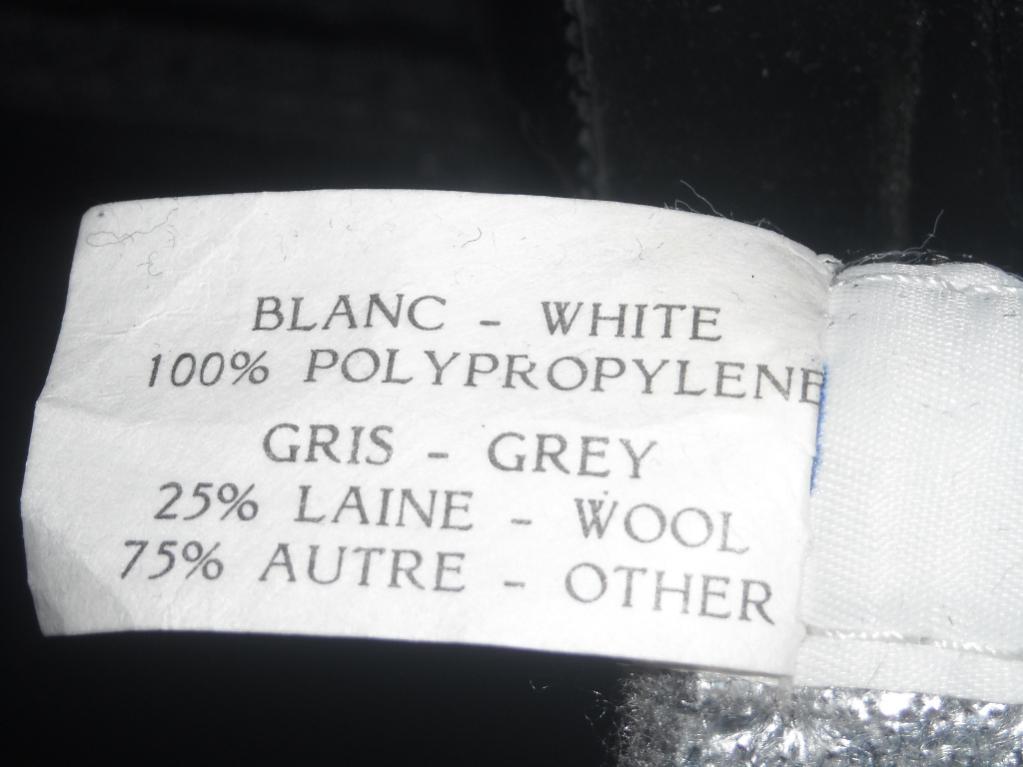 BLANC - WHITE
100% POLYPROPYLENE
GRIS - GREY
25% LAINE - WOOL
75% AUTRE - OTHER